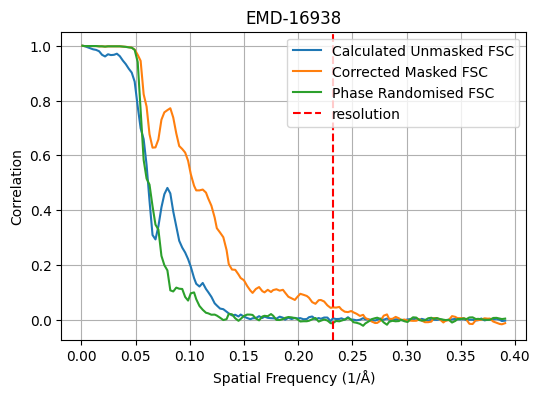 EMD-16938
Calculated Unmasked FSC
Corrected Masked FSC
Phase Randomised FSC
resolution
Correlation
1.0
0.8
0.6
0.4
0.2
0.0
0.00 0.05 0.10 0.15 0.20 0.25 0.30 0.35 0.40
Spatial Frequency (1/Å)